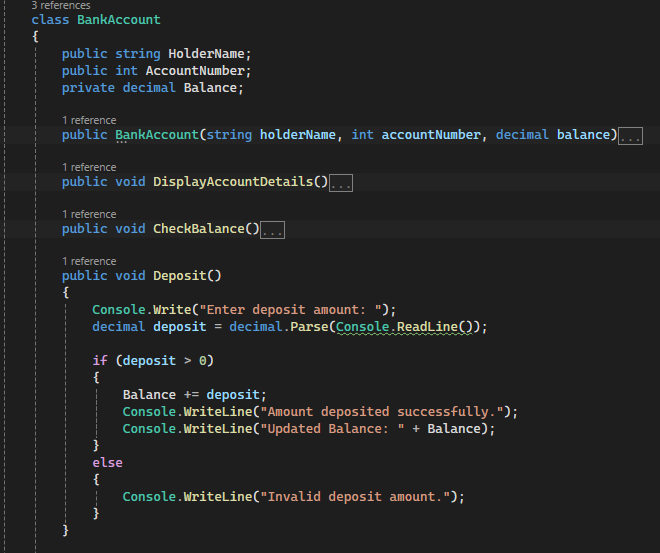 3 references
class BankAccount
{
public string HolderName;
public int AccountNumber;
private decimal Balance;
1 reference
public BankAccount(string holderName, int accountNumber, decimal balance)...
1 reference
public void DisplayAccountDetails()...
1 reference
public void CheckBalance()...
1 reference
public void Deposit()
{
Console.Write("Enter deposit amount: ");
decimal deposit = decimal.Parse(Console.ReadLine());
if (deposit > 0)
{
Balance += deposit;
Console.WriteLine("Amount deposited successfully.");
Console.WriteLine("Updated Balance: " + Balance);
}
else
{
Console.WriteLine("Invalid deposit amount.");
}
}